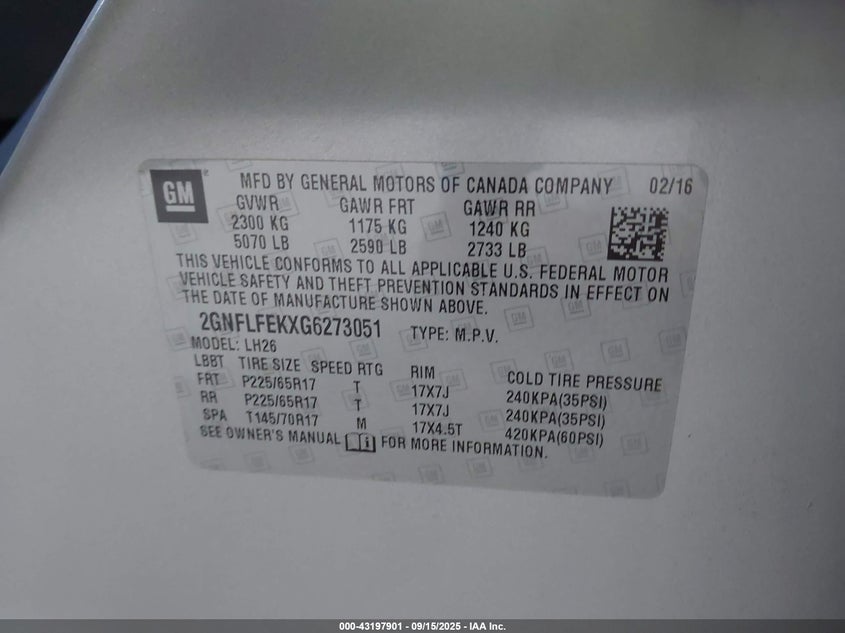 GM
MFD BY GENERAL MOTORS OF CANADA COMPANY 02/16
GVWR GAWR FRT GAWR RR
2300 KG 1175 KG 1240 KG
5070 LB 2590 LB 2733 LB
THIS VEHICLE CONFORMS TO ALL APPLICABLE U.S. FEDERAL MOTOR
VEHICLE SAFETY AND THEFT PREVENTION STANDARDS IN EFFECT ON
THE DATE OF MANUFACTURE SHOWN ABOVE.
2GNFLFEKXG6273051 TYPE: M.P.V.
MODEL: LH26
LBBT TIRE SIZE SPEED RTG RIM COLD TIRE PRESSURE
FRT P225/65R17 T 17X7J 240KPA(35PSI)
RR P225/65R17 T 17X7J 240KPA(35PSI)
SPA T145/70R17 M 17X4.5T 420KPA(60PSI)
SEE OWNER'S MANUAL FOR MORE INFORMATION.
000-43197901 - 09/15/2025 - IAA Inc.